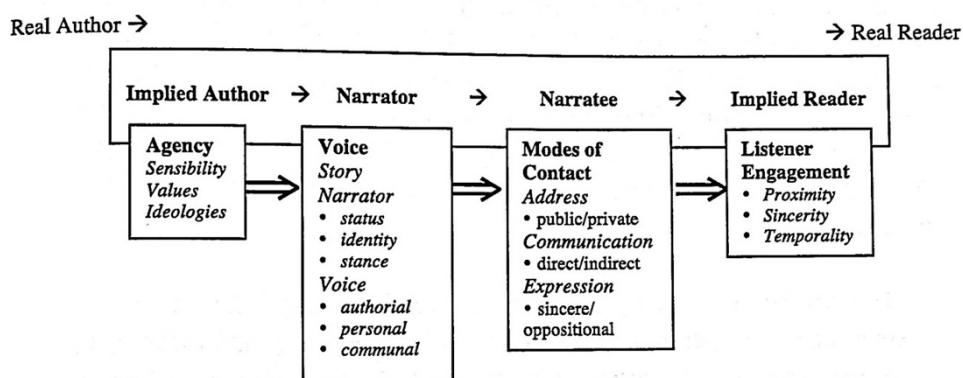 Real Author →
→ Real Reader
Implied Author → Narrator → Narratee → Implied Reader
Agency
Sensibility
Values
Ideologies
Voice
Story
Narrator
• status
• identity
• stance
Voice
• authorial
• personal
• communal
Modes of
Contact
Address
• public/private
Communication
• direct/indirect
Expression
• sincere/
oppositional
Listener
Engagement
• Proximity
• Sincerity
• Temporality